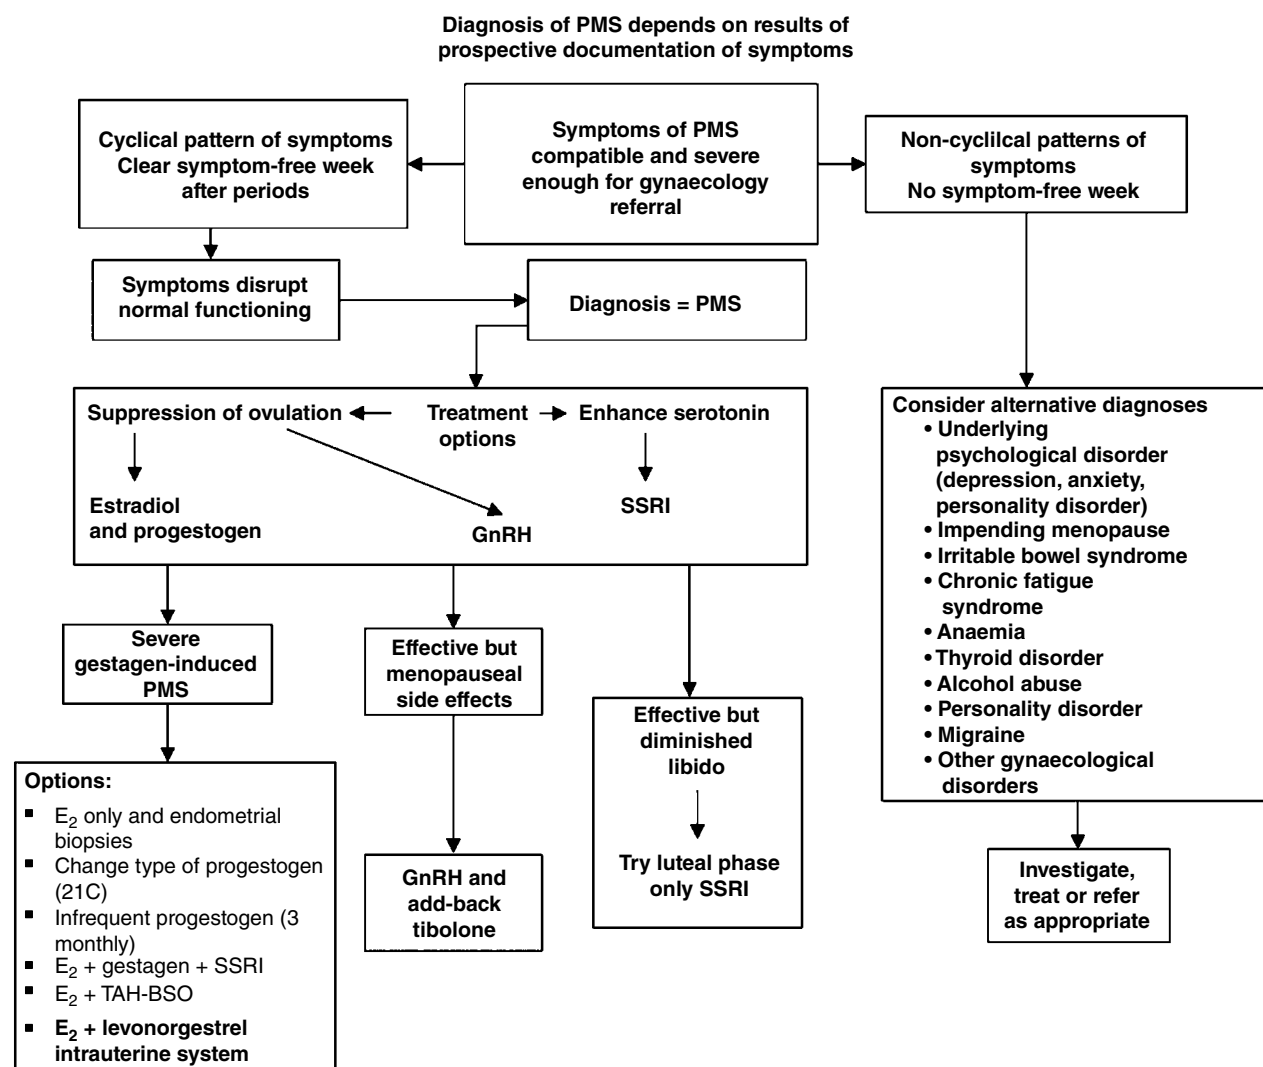 Diagnosis of PMS depends on results of
prospective documentation of symptoms
Cyclical pattern of symptoms
Clear symptom-free week
after periods
Symptoms of PMS
compatible and severe
enough for gynaecology
referral
Non-cyclilcal patterns of
symptoms
No symptom-free week
Symptoms disrupt
normal functioning
Diagnosis = PMS
Suppression of ovulation
Treatment
options
Enhance serotonin
Estradiol
and progestogen
GnRH
SSRI
Consider alternative diagnoses
• Underlying
psychological disorder
(depression, anxiety,
personality disorder)
• Impending menopause
• Irritable bowel syndrome
• Chronic fatigue
syndrome
• Anaemia
• Thyroid disorder
• Alcohol abuse
• Personality disorder
• Migraine
• Other gynaecological
disorders
Severe
gestagen-induced
PMS
Effective but
menopauseal
side effects
Effective but
diminished
libido
Try luteal phase
only SSRI
Options:
▪ E₂ only and endometrial
biopsies
▪ Change type of progestogen
(21C)
▪ Infrequent progestogen (3
monthly)
▪ E₂ + gestagen + SSRI
▪ E₂ + TAH-BSO
▪ E₂ + levonorgestrel
intrauterine system
GnRH and
add-back
tibolone
Investigate,
treat or refer
as appropriate